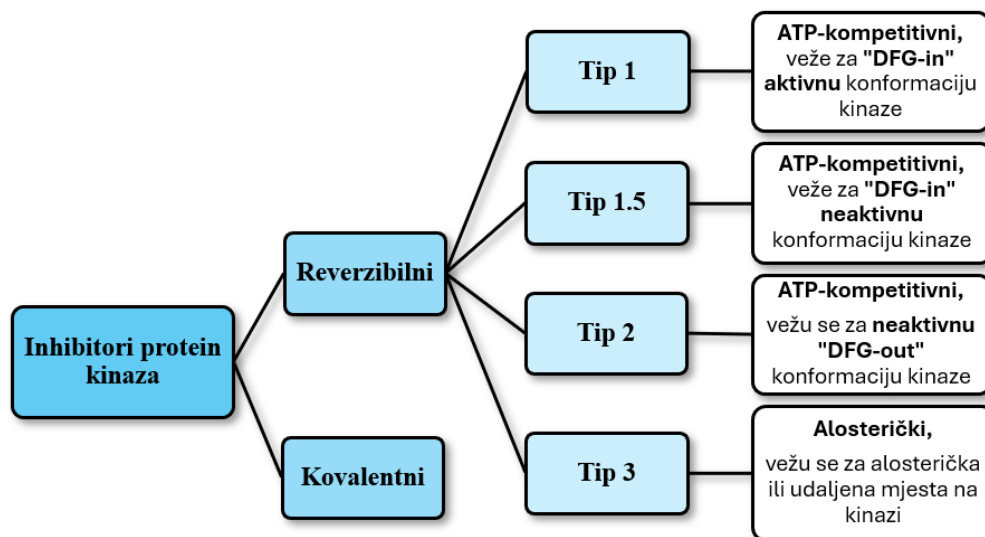 Inhibitori protein
kinaza
Reverzibilni
Kovalentni
Tip 1
ATP-kompetitivni,
veže za "DFG-in"
aktivnu konformaciju
kinaze
Tip 1.5
ATP-kompetitivni,
veže za "DFG-in"
neaktivnu
konformaciju kinaze
Tip 2
ATP-kompetitivni,
vežu se za neaktivnu
"DFG-out"
konformaciju kinaze
Tip 3
Alosterički,
vežu se za alosterička
ili udaljena mjesta na
kinazi